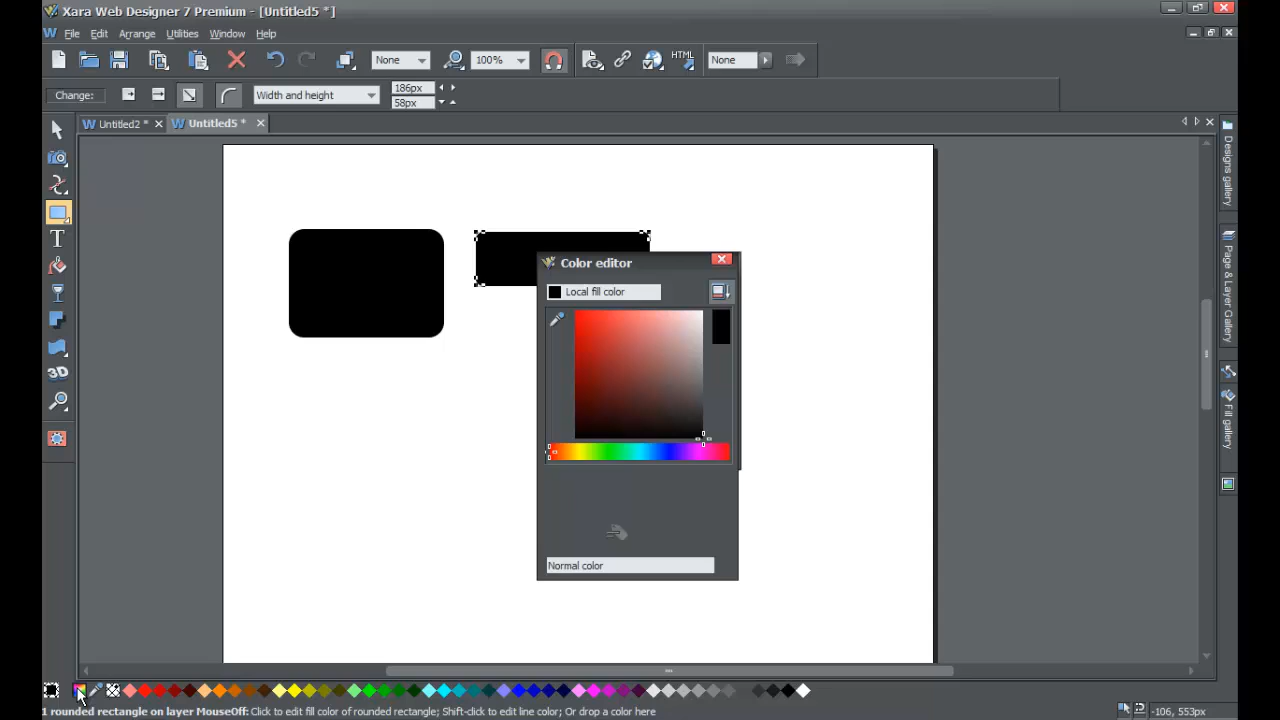 Xara Web Designer 7 Premium - [Untitled5 *]
File Edit Arrange Utilities Window Help
None 100% HTML None
Change: Width and height 186px
58px
Untitled2 * Untitled5 *
Designs gallery
Page & Layer Gallery
Fill gallery
T
3D
Color editor
Local fill color
Normal color
1 rounded rectangle on layer MouseOff: Click to edit fill color of rounded rectangle; Shift-click to edit line color; Or drop a color here -106, 553px